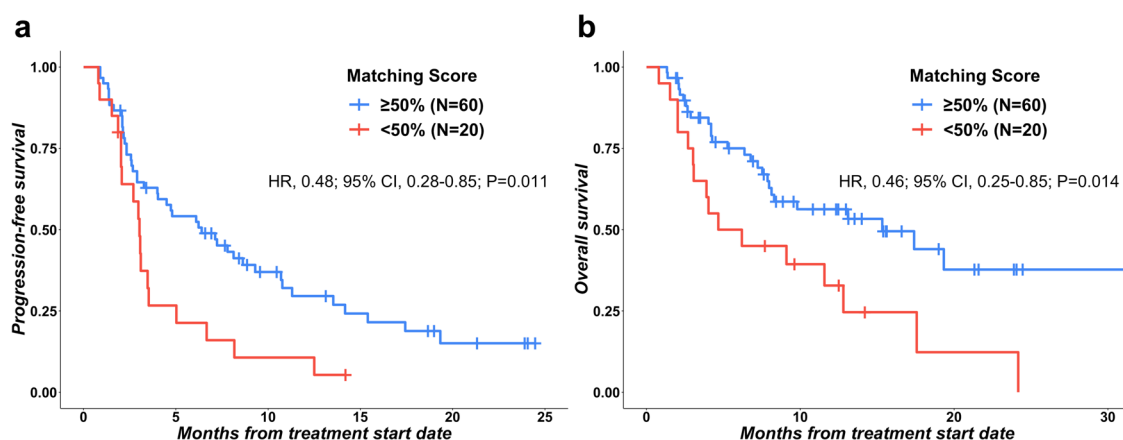 a
Progression-free survival
1.00
0.75
0.50
0.25
0.00
Matching Score
≥50% (N=60)
<50% (N=20)
HR, 0.48; 95% CI, 0.28-0.85; P=0.011
0 5 10 15 20 25
Months from treatment start date
b
Overall survival
1.00
0.75
0.50
0.25
0.00
Matching Score
≥50% (N=60)
<50% (N=20)
HR, 0.46; 95% CI, 0.25-0.85; P=0.014
0 10 20 30
Months from treatment start date